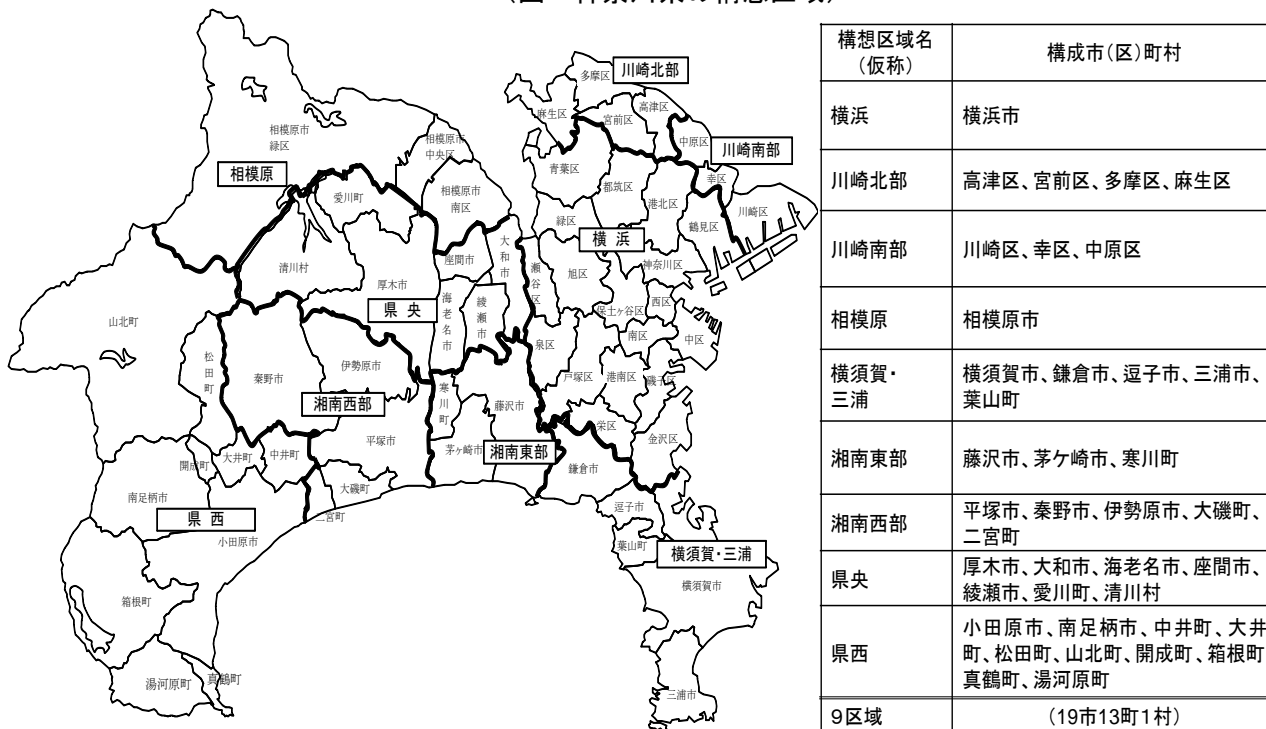 川崎北部
多摩区
麻生区
宮前区
高津区
中原区
川崎南部
幸区
川崎区
相模原市
緑区
相模原市
中央区
相模原市
南区
相模原
愛川町
清川村
厚木市
県 央
座間市
大和市
海老名市
綾瀬市
青葉区
都筑区
港北区
鶴見区
緑区
横 浜
神奈川区
瀬谷区
旭区
保土ヶ谷区
西区
中区
南区
泉区
戸塚区
港南区
磯子区
栄区
金沢区
山北町
松田町
秦野市
伊勢原市
湘南西部
平塚市
寒川町
藤沢市
茅ヶ崎市
湘南東部
鎌倉市
開成町
大井町
中井町
大磯町
二宮町
南足柄市
県 西
小田原市
箱根町
湯河原町
真鶴町
逗子市
葉山町
横須賀・三浦
横須賀市
三浦市
構想区域名
(仮称)
構成市(区)町村
横浜
横浜市
川崎北部
高津区、宮前区、多摩区、麻生区
川崎南部
川崎区、幸区、中原区
相模原
相模原市
横須賀・
三浦
横須賀市、鎌倉市、逗子市、三浦市、
葉山町
湘南東部
藤沢市、茅ケ崎市、寒川町
湘南西部
平塚市、秦野市、伊勢原市、大磯町、
二宮町
県央
厚木市、大和市、海老名市、座間市、
綾瀬市、愛川町、清川村
県西
小田原市、南足柄市、中井町、大井
町、松田町、山北町、開成町、箱根町
真鶴町、湯河原町
9区域
(19市13町1村)